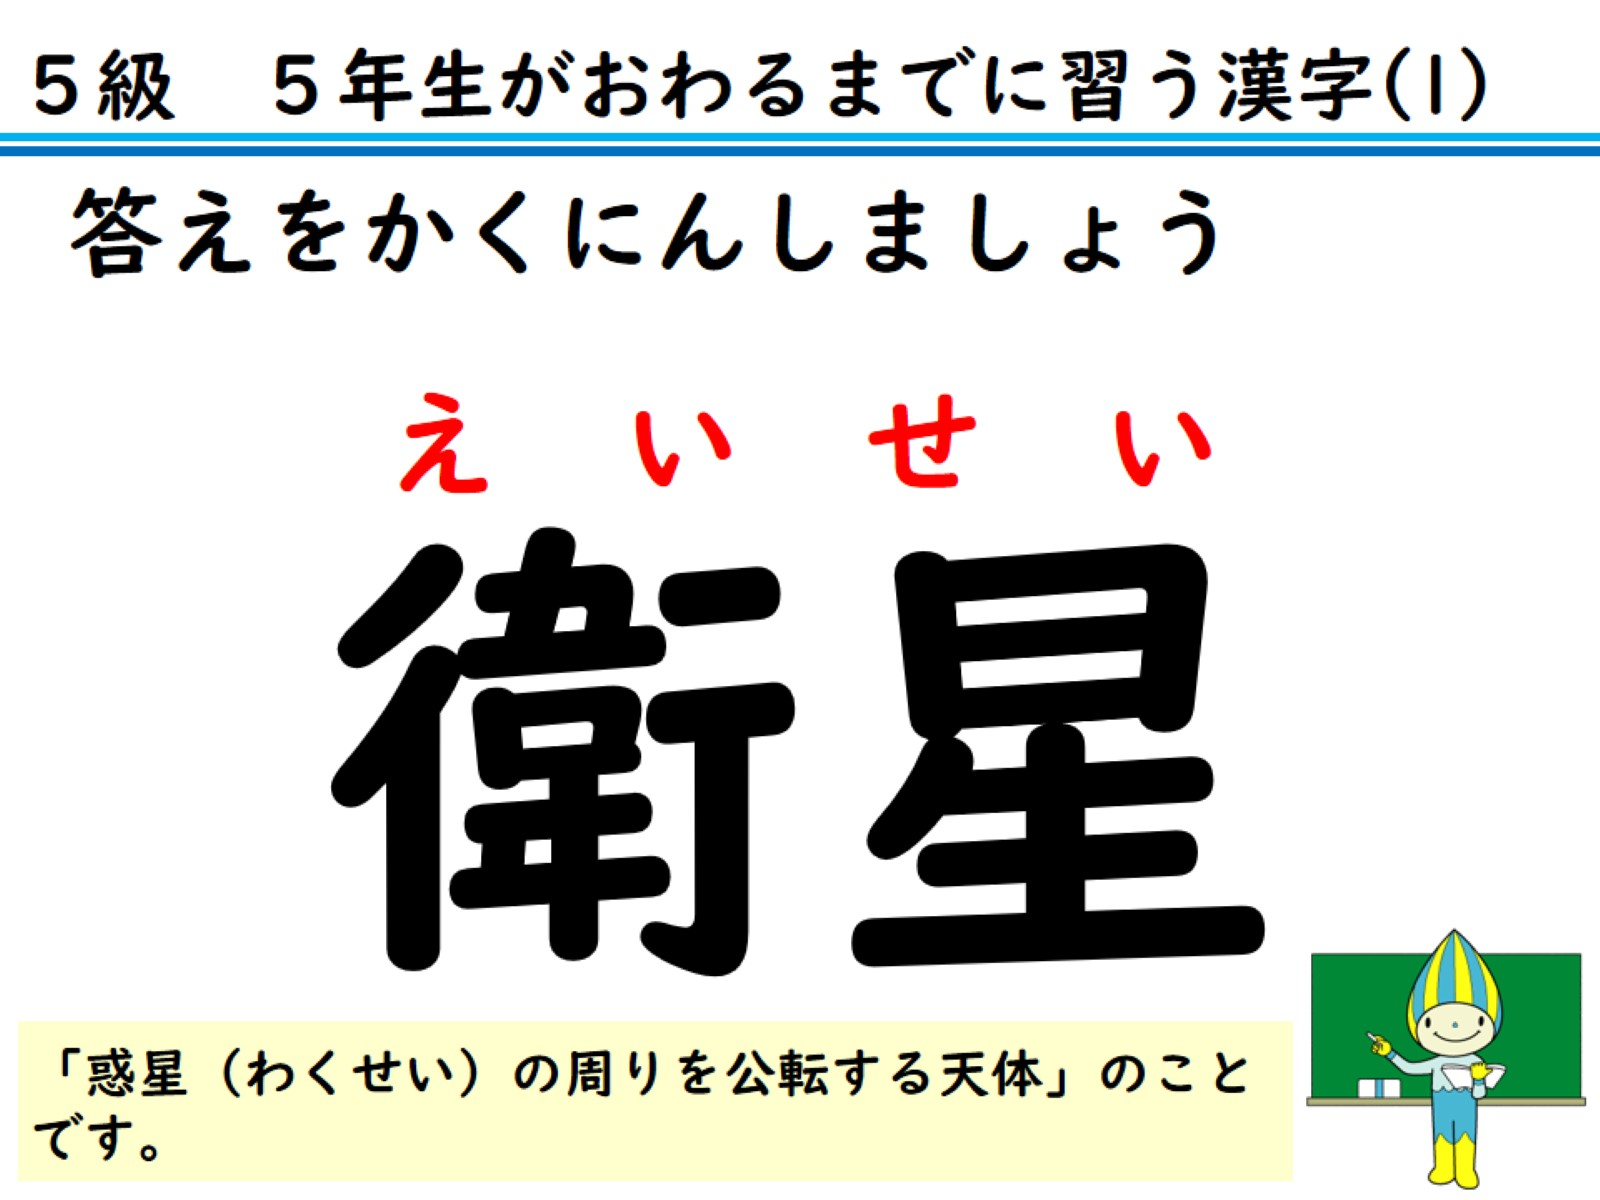 ５級　５年生がおわるまでに習う漢字(1)
答えをかくにんしましょう
えいせい
衛星
「惑星（わくせい）の周りを公転する天体」のこと
です。